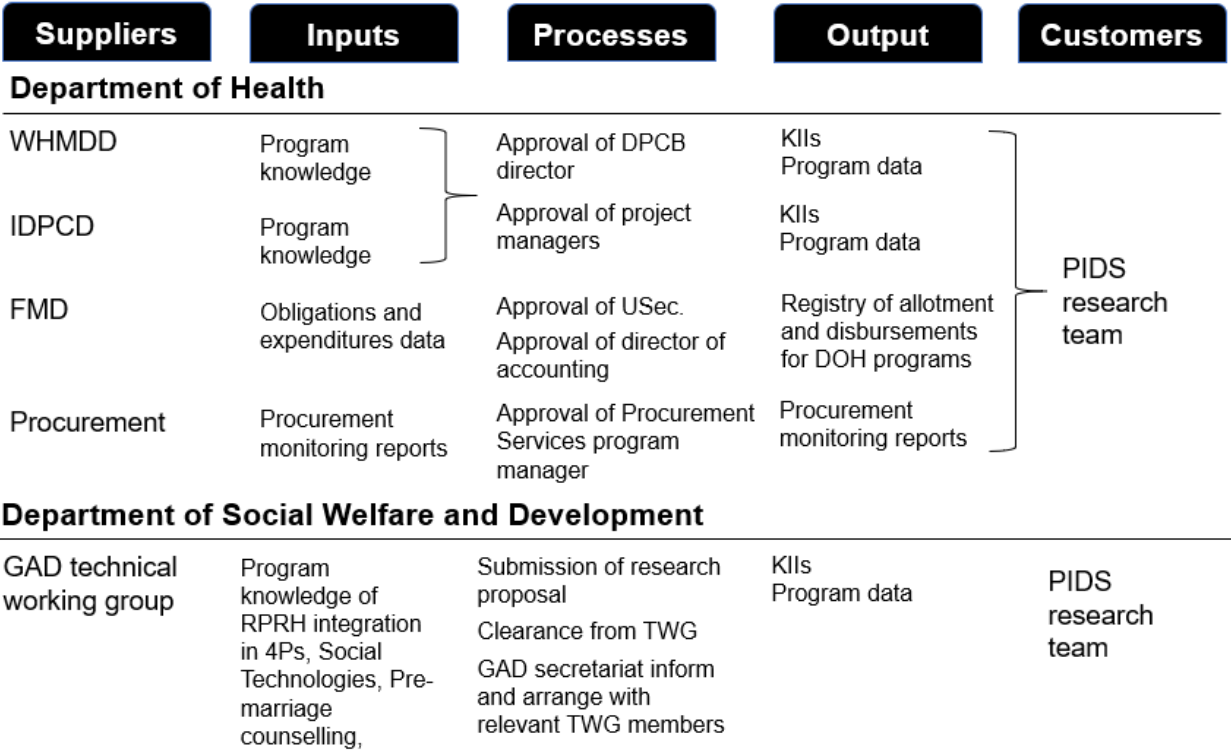 Suppliers
Inputs
Processes
Output
Customers
Department of Health
WHMDD
Program
knowledge
Approval of DPCB
director
KIIs
Program data
IDPCD
Program
knowledge
Approval of project
managers
KIIs
Program data
PIDS
research
team
FMD
Obligations and
expenditures data
Approval of USec.
Approval of director of
accounting
Registry of allotment
and disbursements
for DOH programs
Procurement
Procurement
monitoring reports
Approval of Procurement
Services program
manager
Procurement
monitoring reports
Department of Social Welfare and Development
GAD technical
working group
Program
knowledge of
RPRH integration
in 4Ps, Social
Technologies, Pre-
marriage
counselling,
Submission of research
proposal
Clearance from TWG
GAD secretariat inform
and arrange with
relevant TWG members
KIIs
Program data
PIDS
research
team